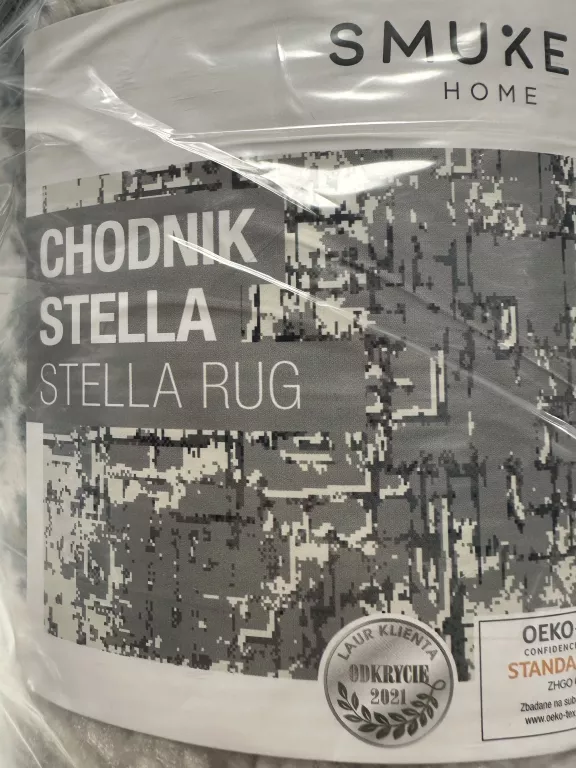 SMUKE
HOME
CHODNIK
STELLA
STELLA RUG
LAUR KLIENTA
ODKRYCIE
2021
OEKO-
CONFIDENCE
STANDA
ZHGO
Zbadane na sub
www.oeko-tex